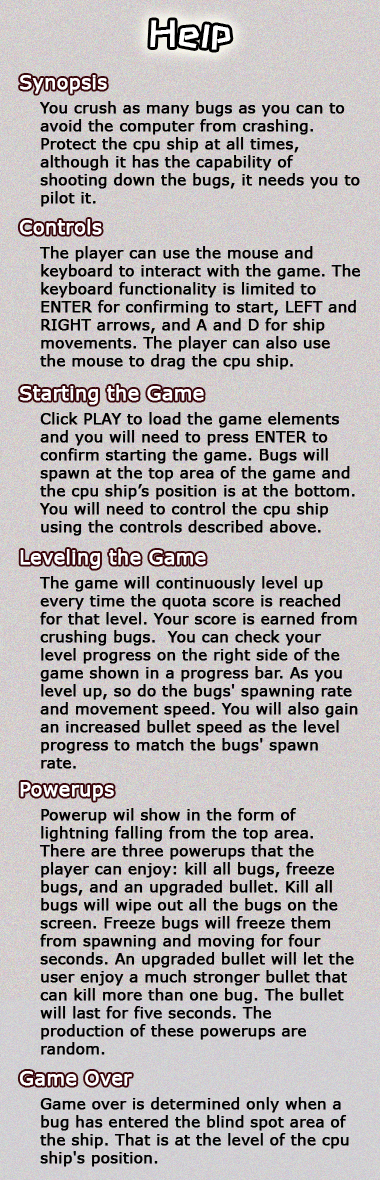 Help
Synopsis
You crush as many bugs as you can to
avoid the computer from crashing.
Protect the cpu ship at all times,
although it has the capability of
shooting down the bugs, it needs you to
pilot it.
Controls
The player can use the mouse and
keyboard to interact with the game. The
keyboard functionality is limited to
ENTER for confirming to start, LEFT and
RIGHT arrows, and A and D for ship
movements. The player can also use
the mouse to drag the cpu ship.
Starting the Game
Click PLAY to load the game elements
and you will need to press ENTER to
confirm starting the game. Bugs will
spawn at the top area of the game and
the cpu ship’s position is at the bottom.
You will need to control the cpu ship
using the controls described above.
Leveling the Game
The game will continuously level up
every time the quota score is reached
for that level. Your score is earned from
crushing bugs.  You can check your
level progress on the right side of the
game shown in a progress bar. As you
level up, so do the bugs' spawning rate
and movement speed. You will also gain
an increased bullet speed as the level
progress to match the bugs' spawn
rate.
Powerups
Powerup wil show in the form of
lightning falling from the top area.
There are three powerups that the
player can enjoy: kill all bugs, freeze
bugs, and an upgraded bullet. Kill all
bugs will wipe out all the bugs on the
screen. Freeze bugs will freeze them
from spawning and moving for four
seconds. An upgraded bullet will let the
user enjoy a much stronger bullet that
can kill more than one bug. The bullet
will last for five seconds. The
production of these powerups are
random.
Game Over
Game over is determined only when a
bug has entered the blind spot area of
the ship. That is at the level of the cpu
ship's position.